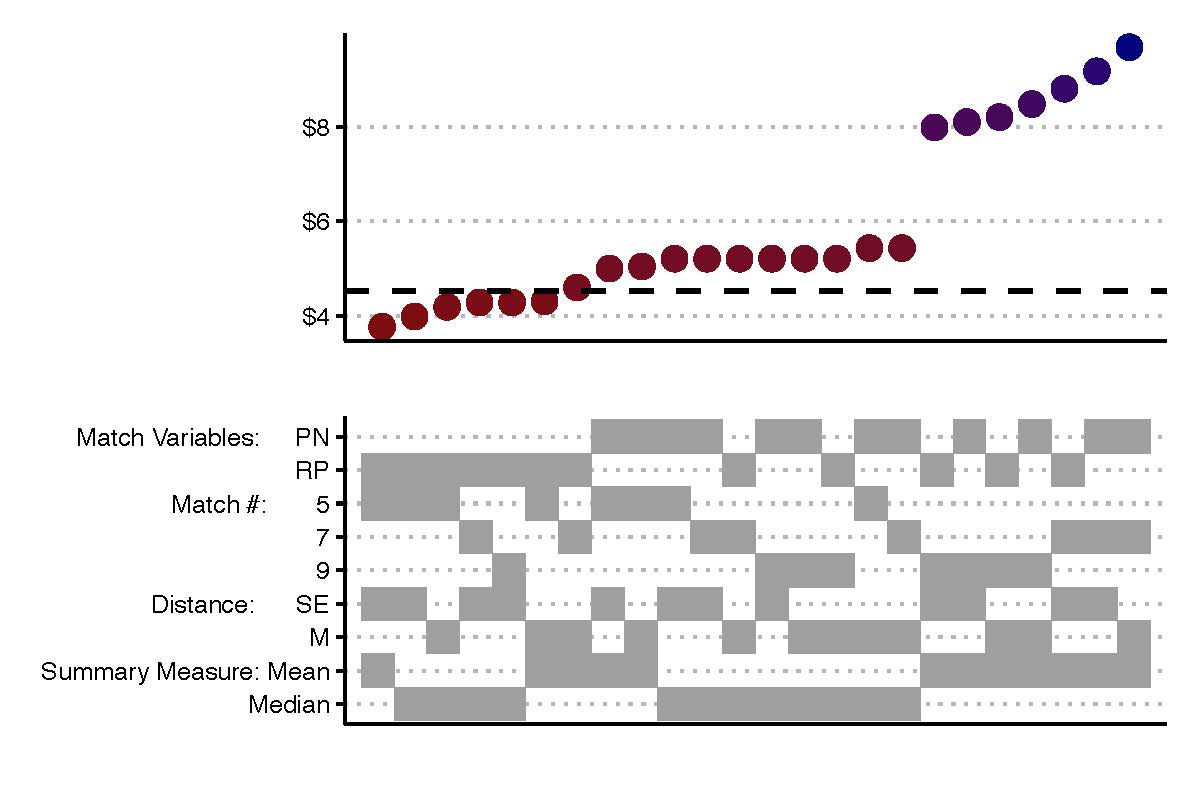 $8
$6
$4
Match Variables: PN
RP
Match #: 5
7
9
Distance: SE
M
Summary Measure: Mean
Median